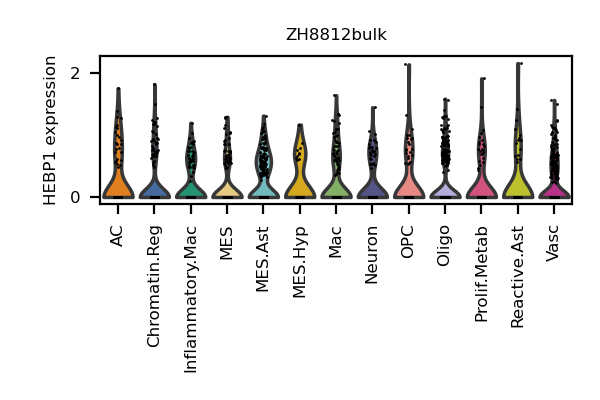 ZH8812bulk
HEBP1 expression
2
0
AC
Chromatin.Reg
Inflammatory.Mac
MES
MES.Ast
MES.Hyp
Mac
Neuron
OPC
Oligo
Prolif.Metab
Reactive.Ast
Vasc